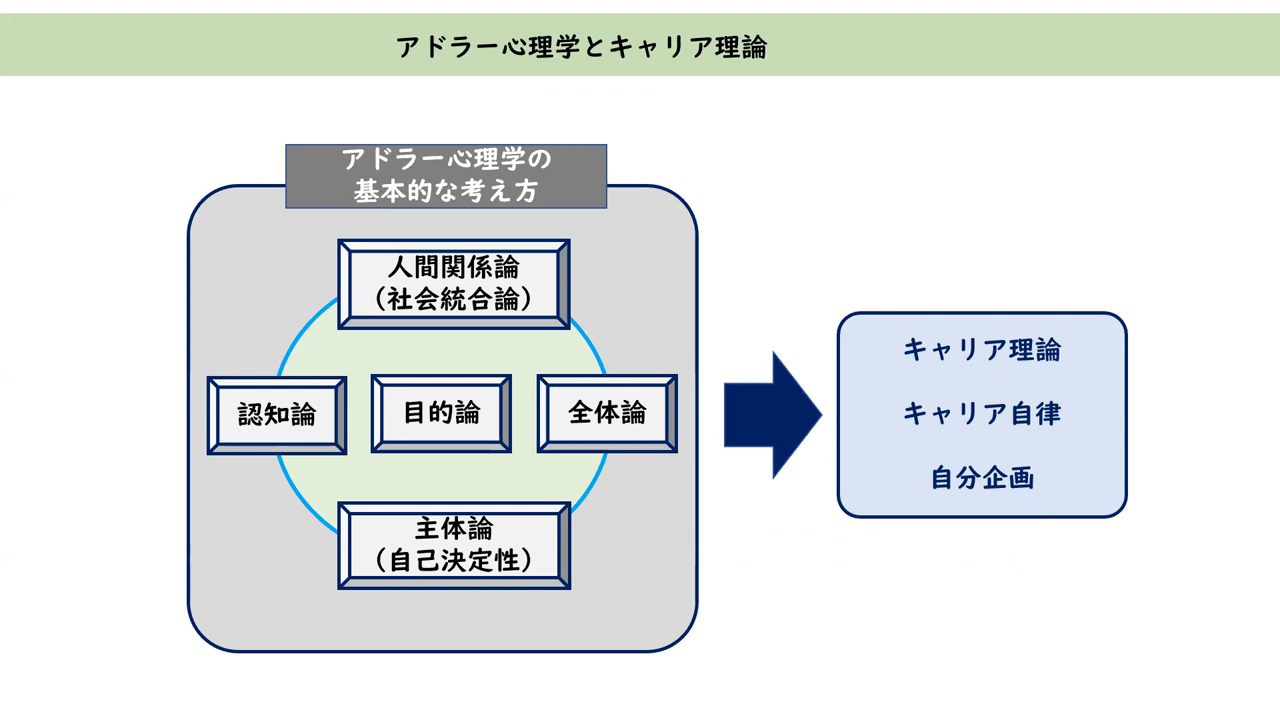 アドラー心理学とキャリア理論
アドラー心理学の
基本的な考え方
人間関係論
（社会統合論）
認知論
目的論
全体論
主体論
（自己決定性）
キャリア理論
キャリア自律
自分企画